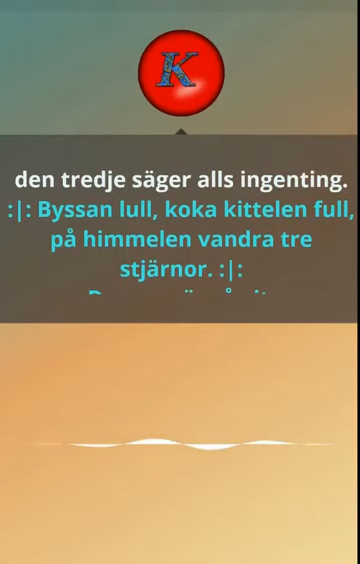 K
den tredje säger alls ingenting.
:|: Byssan lull, koka kittelen full,
på himmelen vandra tre
stjärnor. :|: